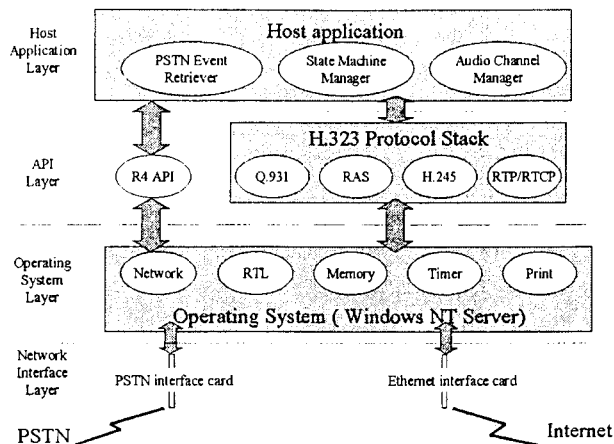 Host
Application
Layer
Host application
PSTN Event
Retriever
State Machine
Manager
Audio Channel
Manager
API
Layer
R4 API
H.323 Protocol Stack
Q.931
RAS
H.245
RTP/RTCP
Operating
System
Layer
Network
RTL
Memory
Timer
Print
Operating System ( Windows NT Server)
Network
Interface
Layer
PSTN interface card
Ethernet interface card
PSTN
Internet